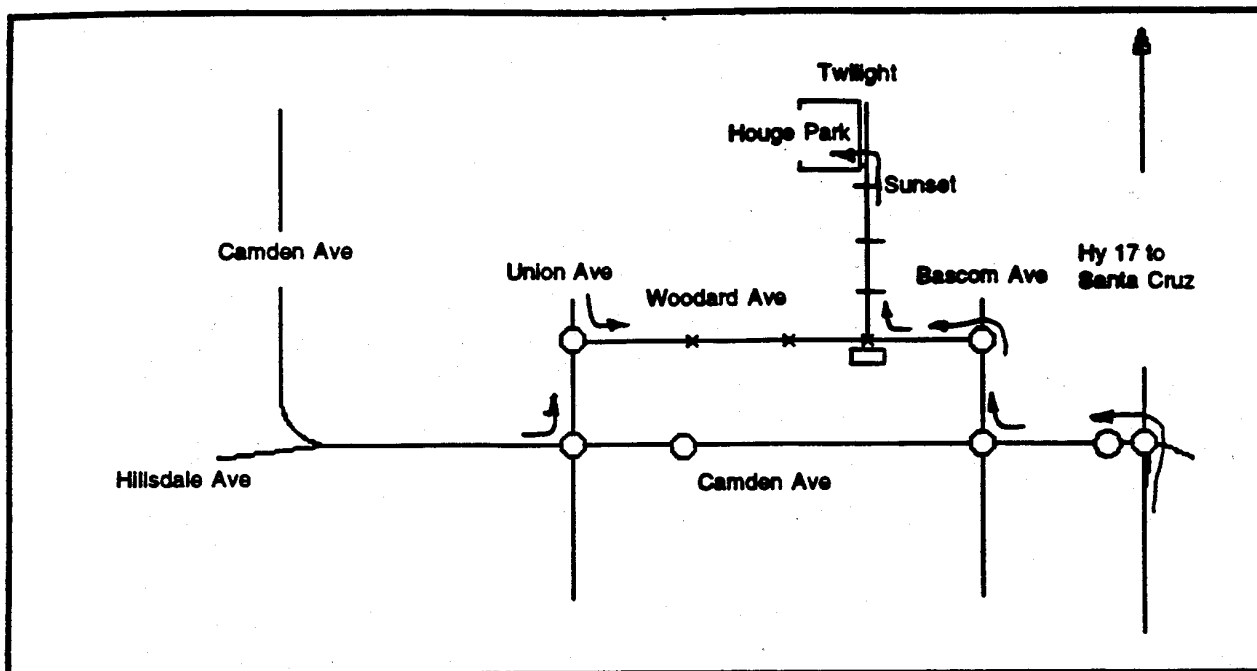 Twilight
Houge Park
Sunset
Camden Ave
Union Ave
Woodard Ave
Bascom Ave
Hy 17 to
Santa Cruz
Hillsdale Ave
Camden Ave